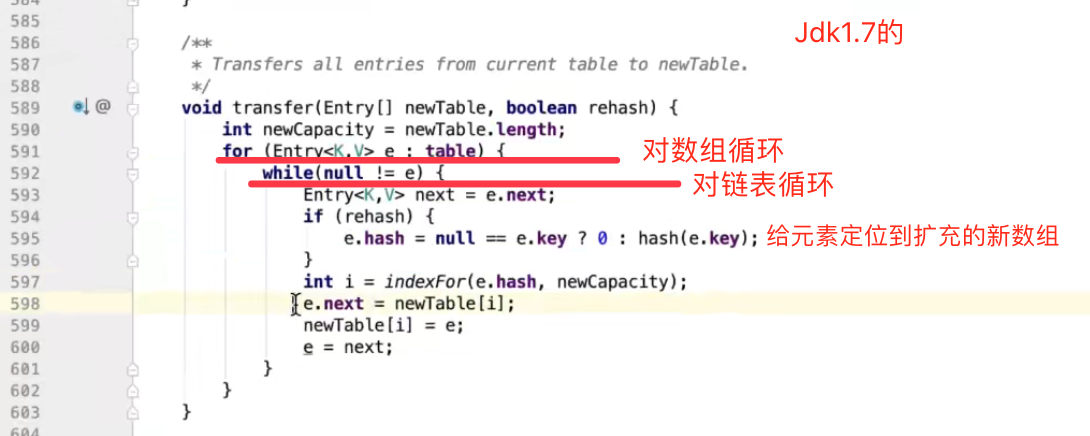 584 }
585
Jdk1.7的
586 /**
587 * Transfers all entries from current table to newTable.
588 */
589 @ void transfer(Entry[] newTable, boolean rehash) {
590 int newCapacity = newTable.length;
591 for (Entry<K,V> e : table) { 对数组循环
592 while(null != e) { 对链表循环
593 Entry<K,V> next = e.next;
594 if (rehash) {
595 e.hash = null == e.key ? 0 : hash(e.key); 给元素定位到扩充的新数组
596 }
597 int i = indexFor(e.hash, newCapacity);
598 e.next = newTable[i];
599 newTable[i] = e;
600 e = next;
601 }
602 }
603 }
604